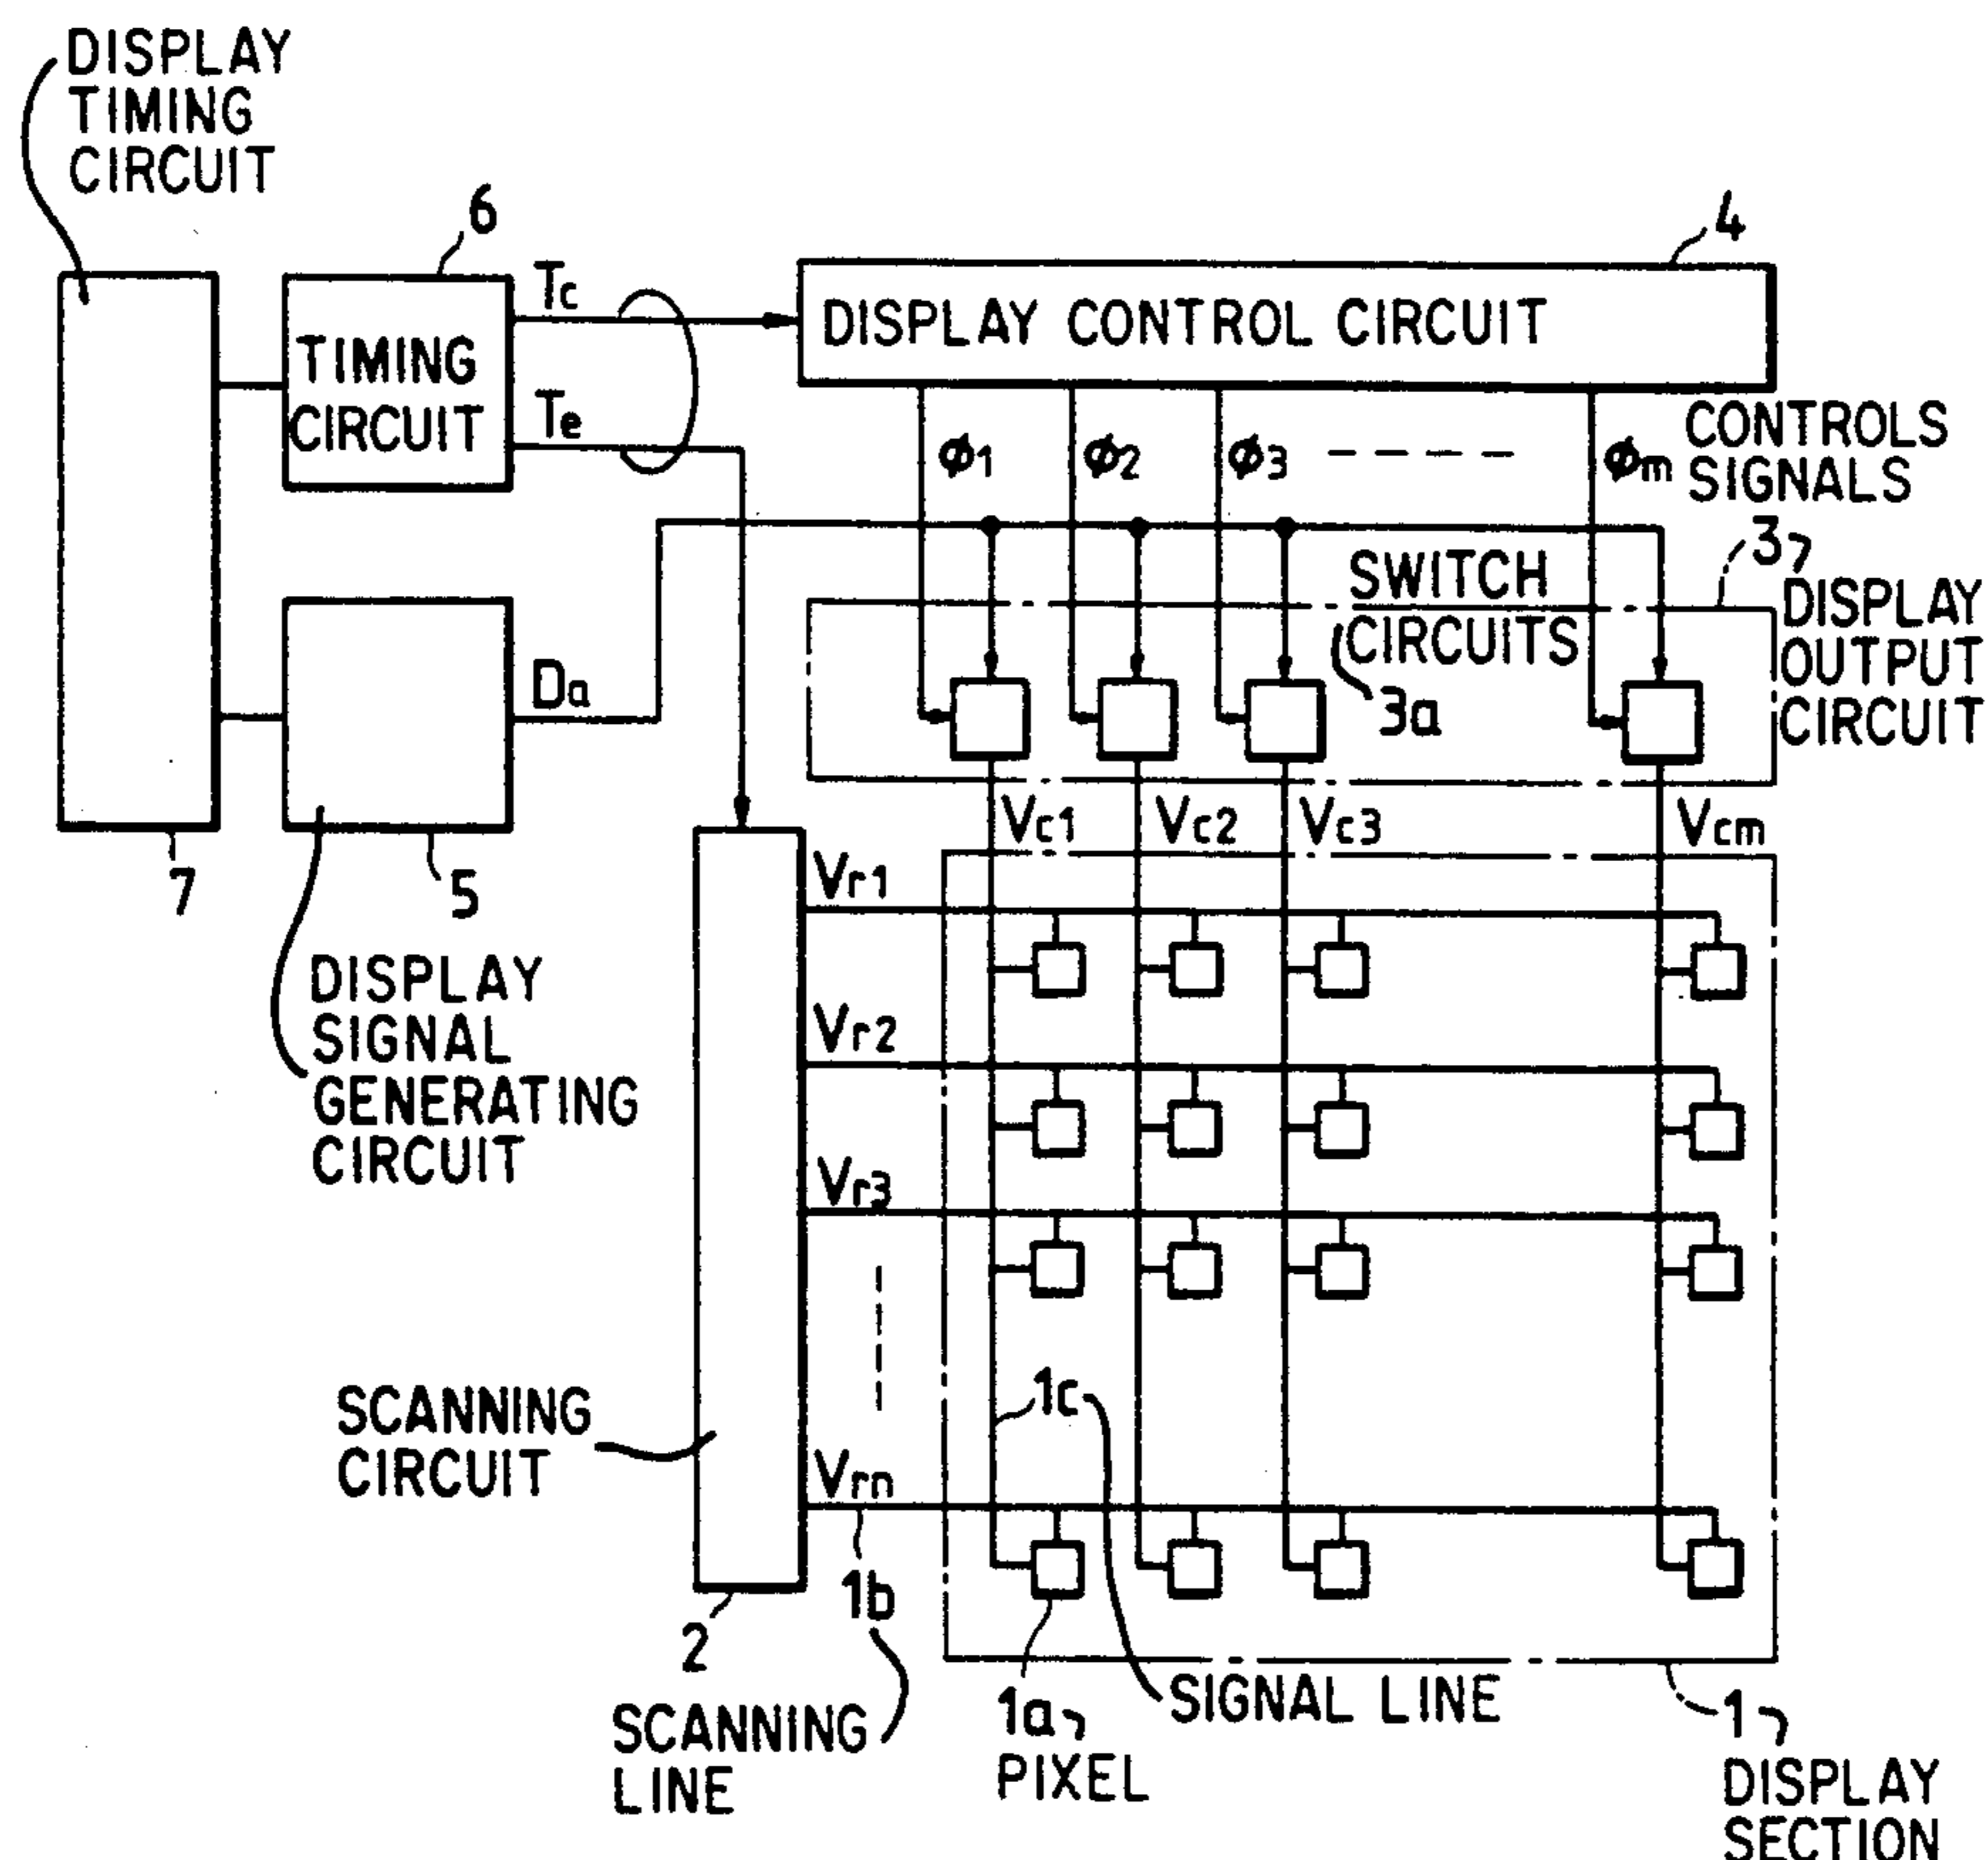 DISPLAY
TIMING
CIRCUIT
6
4
Tc
DISPLAY CONTROL CIRCUIT
TIMING
CIRCUIT
Te
ϕ1
ϕ2
ϕ3
ϕm
CONTROLS
SIGNALS
3
SWITCH
CIRCUITS
3a
DISPLAY
OUTPUT
CIRCUIT
Da
Vc1
Vc2
Vc3
Vcm
7
5
Vr1
DISPLAY
SIGNAL
GENERATING
CIRCUIT
Vr2
Vr3
1c
SCANNING
CIRCUIT
Vrn
2
1b
SCANNING
LINE
1a
PIXEL
SIGNAL LINE
1
DISPLAY
SECTION